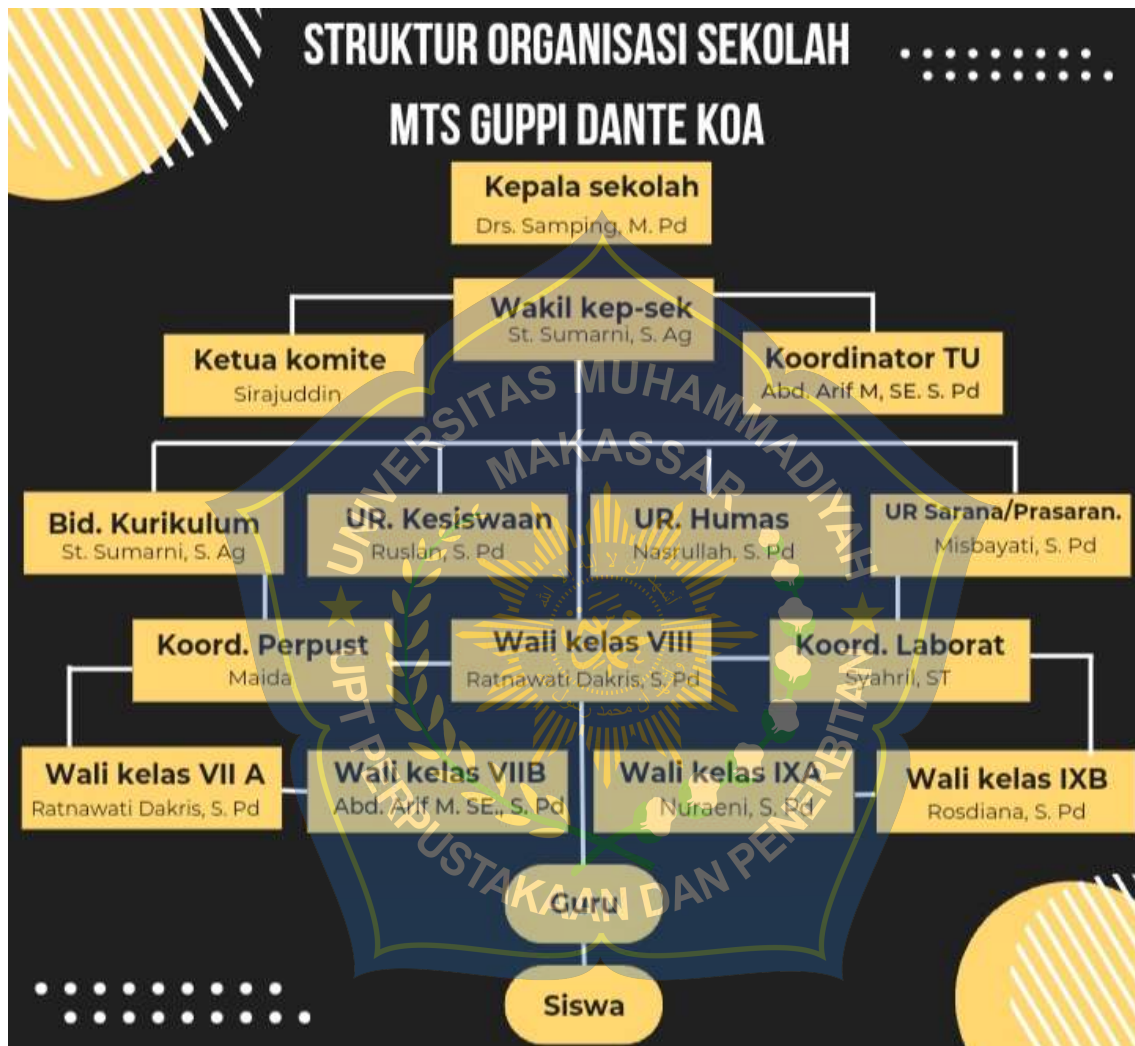 STRUKTUR ORGANISASI SEKOLAH
MTS GUPPI DANTE KOA
Kepala sekolah
Drs. Samping, M. Pd
Wakil kep-sek
St. Sumarni, S. Ag
Ketua komite
Sirajuddin
Koordinator TU
Abd. Arif M, SE. S. Pd
UNIVERSITAS MUHAMMADIYAH
MAKASSAR
Bid. Kurikulum
St. Sumarni, S. Ag
UR. Kesiswaan
Ruslan, S. Pd
UR. Humas
Nasrullah, S. Pd
UR Sarana/Prasaran.
Misbayati, S. Pd
Koord. Perpust
Maida
Wali kelas VIII
Ratnawati Dakris, S. Pd
Koord. Laborat
Syahril, ST
Wali kelas VII A
Ratnawati Dakris, S. Pd
Wali kelas VIIB
Abd. Arif M. SE., S. Pd
Wali kelas IXA
Nuraeni, S. Pd
Wali kelas IXB
Rosdiana, S. Pd
UPT PERPUSTAKAAN DAN PENERBITAN
Guru
Siswa